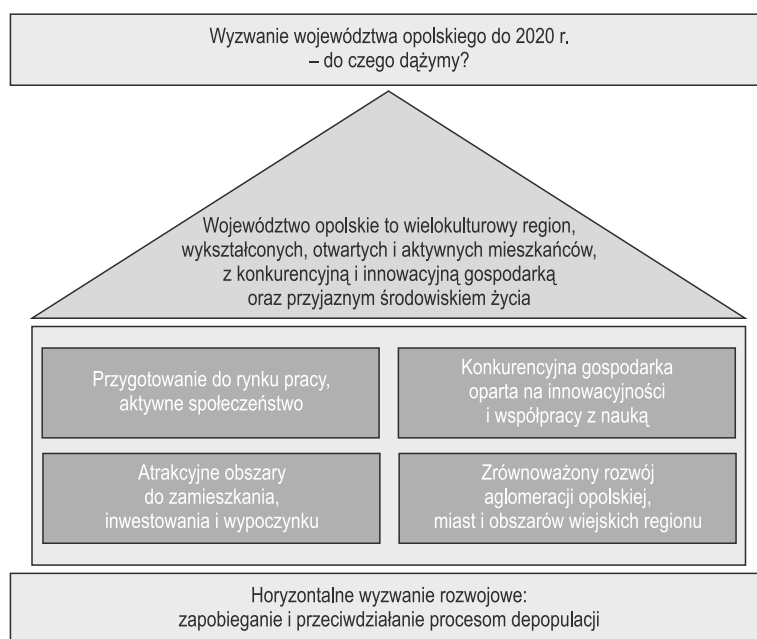 Wyzwanie województwa opolskiego do 2020 r.
– do czego dążymy?
Województwo opolskie to wielokulturowy region,
wykształconych, otwartych i aktywnych mieszkańców,
z konkurencyjną i innowacyjną gospodarką
oraz przyjaznym środowiskiem życia
Przygotowanie do rynku pracy,
aktywne społeczeństwo
Konkurencyjna gospodarka
oparta na innowacyjności
i współpracy z nauką
Atrakcyjne obszary
do zamieszkania,
inwestowania i wypoczynku
Zrównoważony rozwój
aglomeracji opolskiej,
miast i obszarów wiejskich regionu
Horyzontalne wyzwanie rozwojowe:
zapobieganie i przeciwdziałanie procesom depopulacji